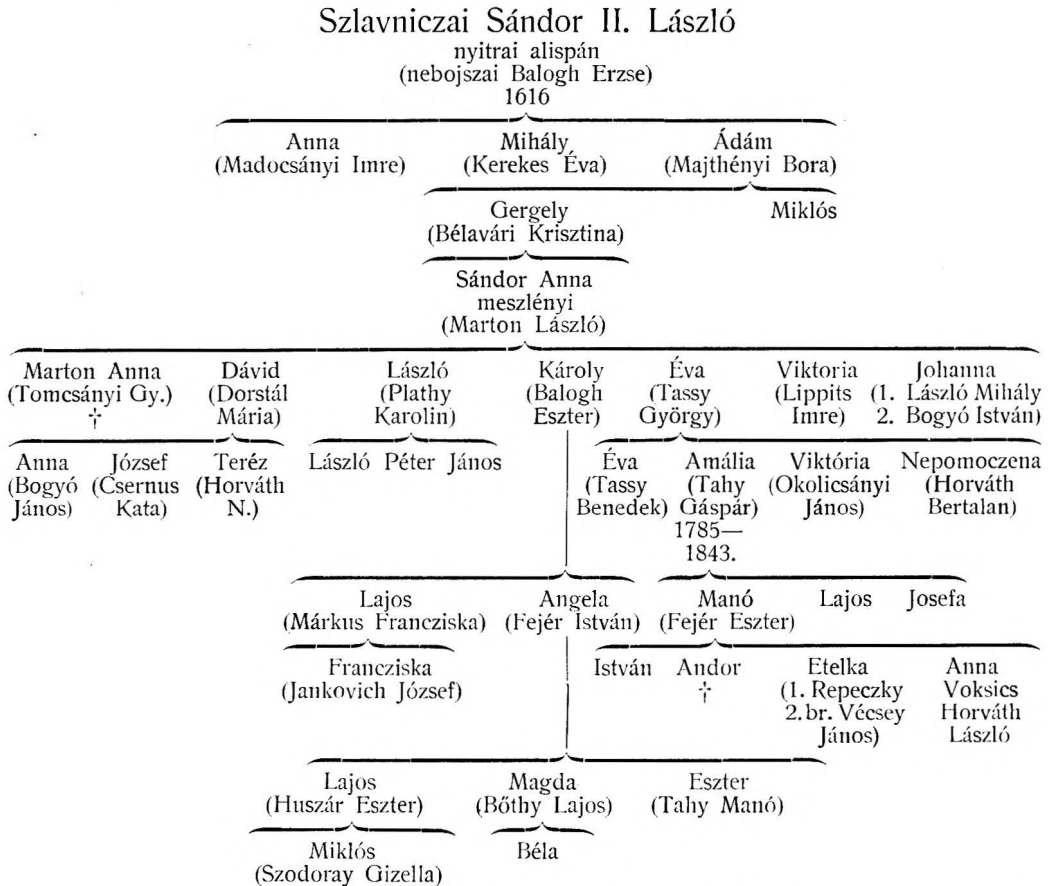 Szlavniczai Sándor II. László
nyitrai alispán
(nebojszai Balogh Erzse)
1616
Anna Mihály Ádám
(Madocsányi Imre) (Kerekes Éva) (Majthényi Bora)
Gergely Miklós
(Bélavári Krisztina)
Sándor Anna
meszlényi
(Marton László)
Marton Anna Dávid László Károly Éva Viktoria Johanna
(Tomcsányi Gy.) (Dorstál (Plathy (Balogh (Tassy (Lippits (1. László Mihály
† Mária) Karolin) Eszter) György) Imre) 2. Bogyó István)
Anna József Teréz László Péter János Éva Amália Viktória Nepomoczena
(Bogyó (Csernus (Horváth (Tassy (Tahy (Okolicsányi (Horváth
János) Kata) N.) Benedek) Gáspár) János) Bertalan)
1785—
1843.
Lajos Angela Manó Lajos Josefa
(Márkus Francziska) (Fejér István) (Fejér Eszter)
Francziska István Andor Etelka Anna
(Jankovich József) † (1. Repeczky Voksics
2. br. Vécsey Horváth
János) László
Lajos Magda Eszter
(Huszár Eszter) (Bőthy Lajos) (Tahy Manó)
Miklós Béla
(Szodoray Gizella)